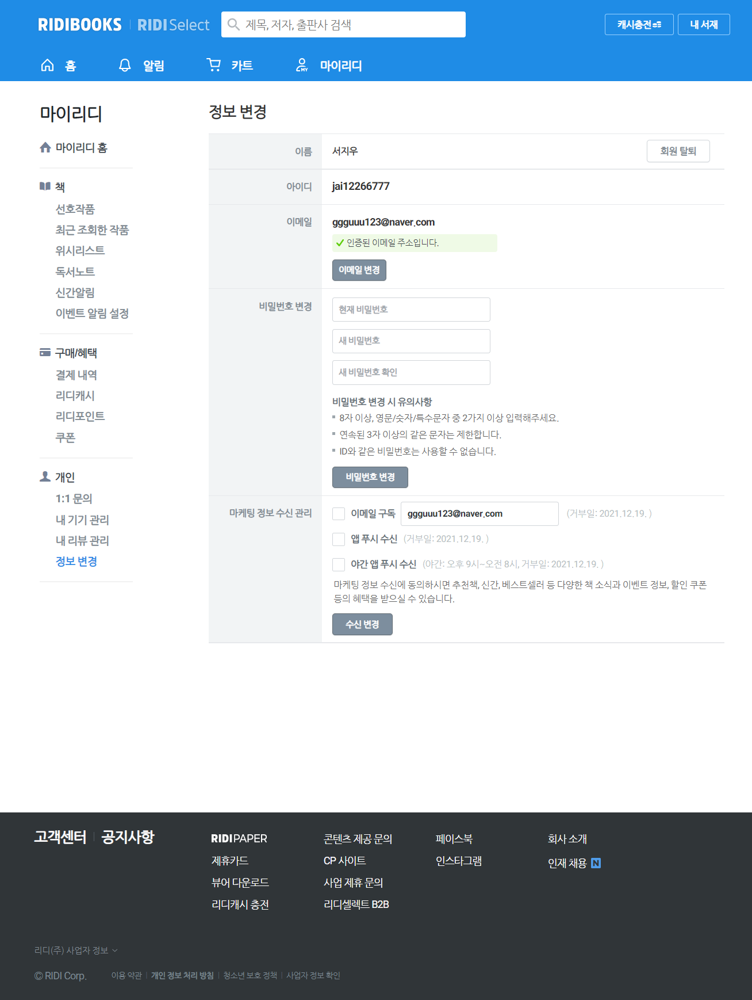 RIDIBOOKS RIDI Select 제목, 저자, 출판사 검색 캐시충전 내 서재
홈 알림 카트 MY 마이리디
마이리디
마이리디 홈
책
선호작품
최근 조회한 작품
위시리스트
독서노트
신간알림
이벤트 알림 설정
구매/혜택
결제 내역
리디캐시
리디포인트
쿠폰
개인
1:1 문의
내 기기 관리
내 리뷰 관리
정보 변경
정보 변경
이름 서지우 회원 탈퇴
아이디 jai12266777
이메일 ggguuu123@naver.com
인증된 이메일 주소입니다.
이메일 변경
비밀번호 변경 현재 비밀번호
새 비밀번호
새 비밀번호 확인
비밀번호 변경 시 유의사항
8자 이상, 영문/숫자/특수문자 중 2가지 이상 입력해주세요.
연속된 3자 이상의 같은 문자는 제한합니다.
ID와 같은 비밀번호는 사용할 수 없습니다.
비밀번호 변경
마케팅 정보 수신 관리 이메일 구독 ggguuu123@naver.com (거부일: 2021.12.19. )
앱 푸시 수신 (거부일: 2021.12.19. )
야간 앱 푸시 수신 (야간: 오후 9시~오전 8시, 거부일: 2021.12.19. )
마케팅 정보 수신에 동의하시면 추천책, 신간, 베스트셀러 등 다양한 책 소식과 이벤트 정보, 할인 쿠폰
등의 혜택을 받으실 수 있습니다.
수신 변경
고객센터 공지사항
RIDIPAPER
제휴카드
뷰어 다운로드
리디캐시 충전
콘텐츠 제공 문의
CP 사이트
사업 제휴 문의
리디셀렉트 B2B
페이스북
인스타그램
회사 소개
인재 채용 N
리디(주) 사업자 정보
© RIDI Corp. 이용 약관 개인 정보 처리 방침 청소년 보호 정책 사업자 정보 확인